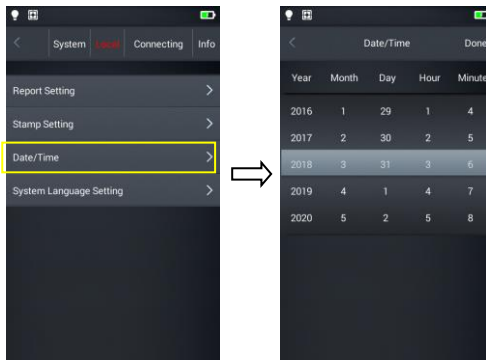 System Local Connecting Info
Report Setting
Stamp Setting
Date/Time
System Language Setting
Date/Time Done
Year Month Day Hour Minute
2016 1 29 1 4
2017 2 30 2 5
2018 3 31 3 6
2019 4 1 4 7
2020 5 2 5 8